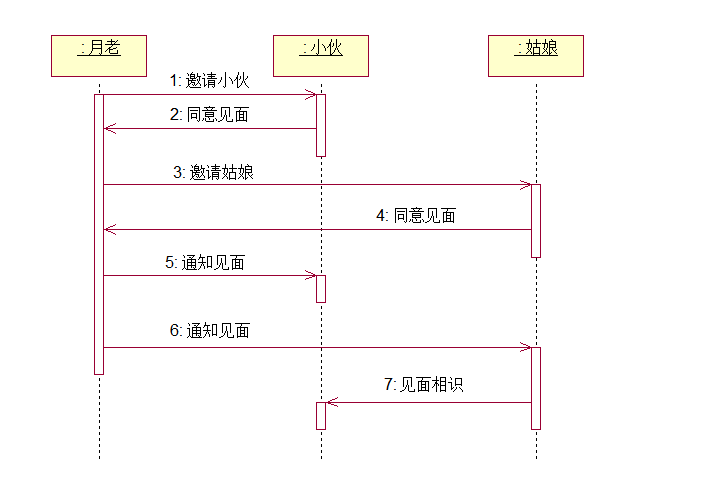 : 月老
: 小伙
: 姑娘
1: 邀请小伙
2: 同意见面
3: 邀请姑娘
4: 同意见面
5: 通知见面
6: 通知见面
7: 见面相识